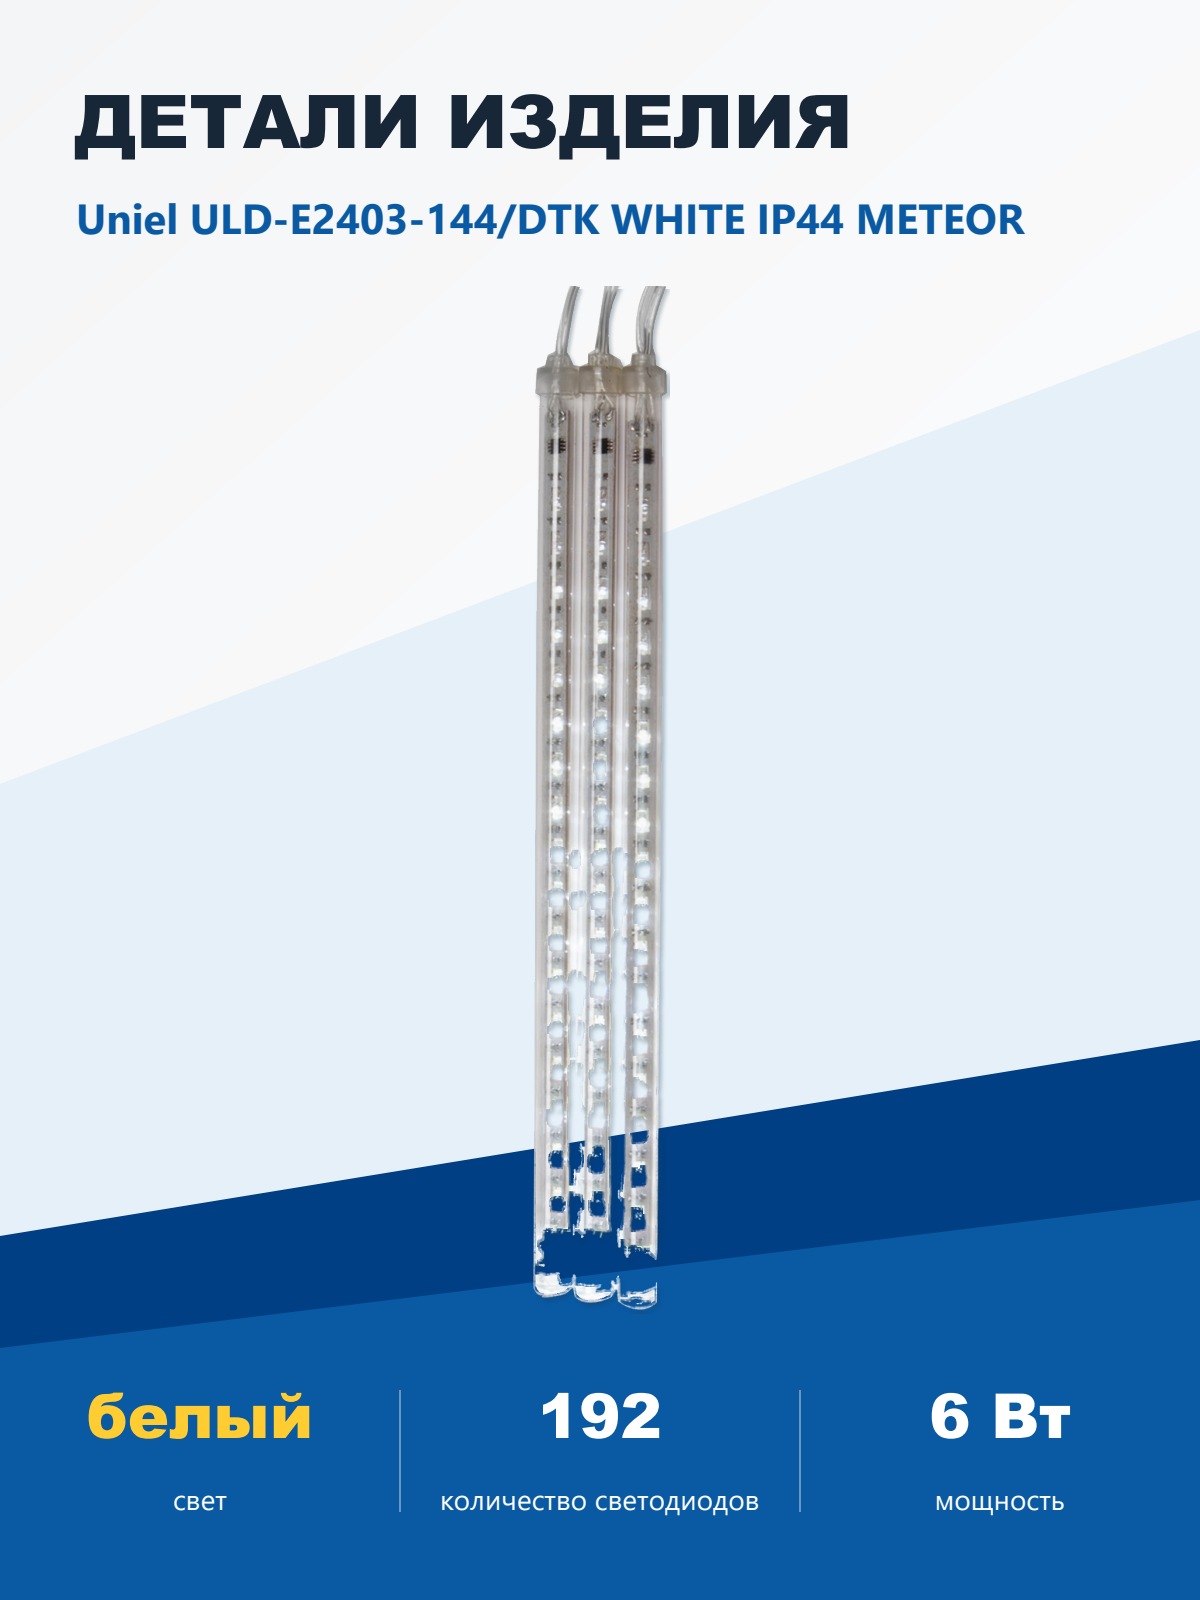 ДЕТАЛИ ИЗДЕЛИЯ
Uniel ULD-E2403-144/DTK WHITE IP44 METEOR
белый
свет
192
количество светодиодов
6 Вт
мощность